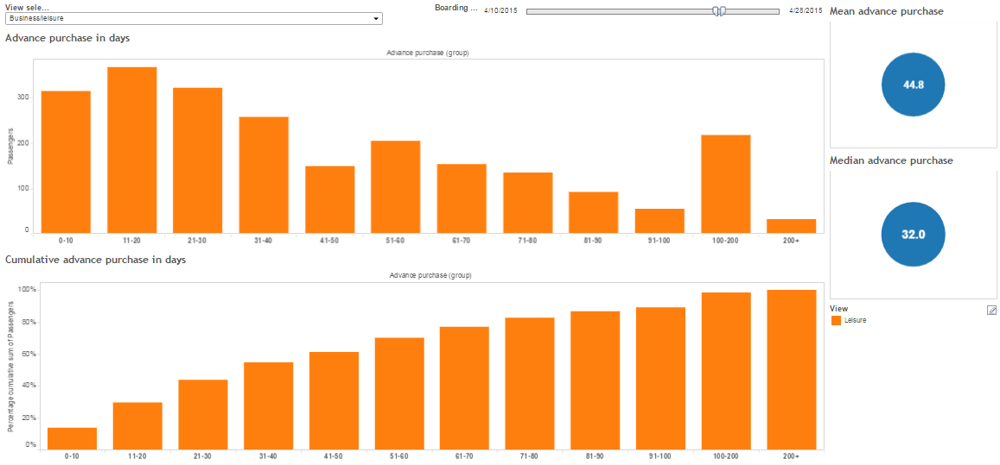 View sele...
Business/leisure
Boarding ... 4/10/2015 4/28/2015
Mean advance purchase
44.8
Advance purchase in days
Advance purchase (group)
Passengers
300
200
100
0
0-10 11-20 21-30 31-40 41-50 51-60 61-70 71-80 81-90 91-100 100-200 200+
Median advance purchase
32.0
View
Leisure
Cumulative advance purchase in days
Advance purchase (group)
Percentage cumulative sum of Passengers
100%
80%
60%
40%
20%
0%
0-10 11-20 21-30 31-40 41-50 51-60 61-70 71-80 81-90 91-100 100-200 200+